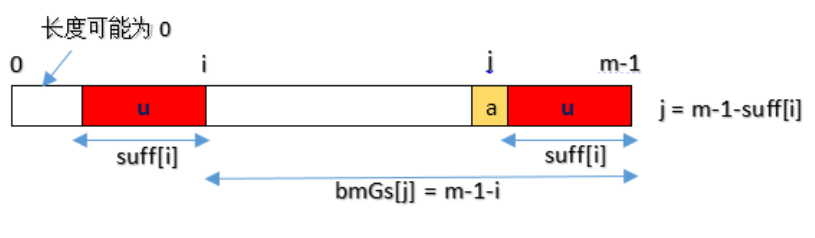 长度可能为 0
0 i j m-1
u a u j = m-1-suff[i]
suff[i] suff[i]
bmGs[j] = m-1-i